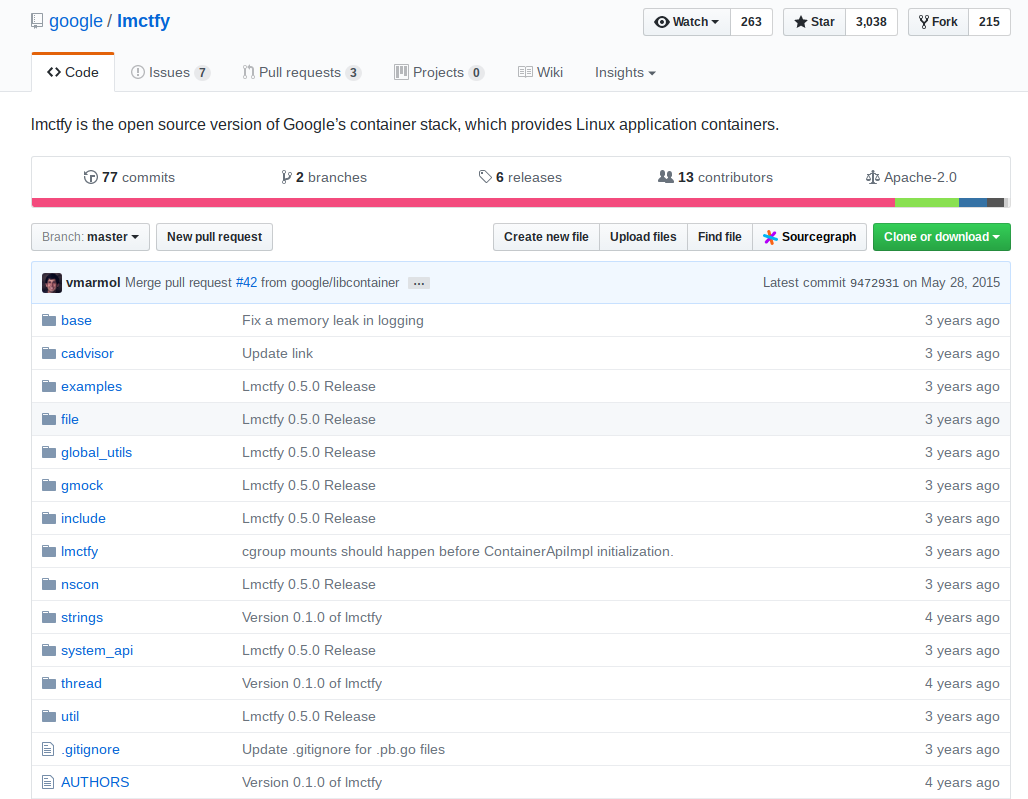 google / lmctfy Watch 263 Star 3,038 Fork 215
Code Issues 7 Pull requests 3 Projects 0 Wiki Insights
lmctfy is the open source version of Google's container stack, which provides Linux application containers.
77 commits 2 branches 6 releases 13 contributors Apache-2.0
Branch: master New pull request Create new file Upload files Find file Sourcegraph Clone or download
vmarmol Merge pull request #42 from google/libcontainer ... Latest commit 9472931 on May 28, 2015
base Fix a memory leak in logging 3 years ago
cadvisor Update link 3 years ago
examples Lmctfy 0.5.0 Release 3 years ago
file Lmctfy 0.5.0 Release 3 years ago
global_utils Lmctfy 0.5.0 Release 3 years ago
gmock Lmctfy 0.5.0 Release 3 years ago
include Lmctfy 0.5.0 Release 3 years ago
lmctfy cgroup mounts should happen before ContainerApiImpl initialization. 3 years ago
nscon Lmctfy 0.5.0 Release 3 years ago
strings Version 0.1.0 of lmctfy 4 years ago
system_api Lmctfy 0.5.0 Release 3 years ago
thread Version 0.1.0 of lmctfy 4 years ago
util Lmctfy 0.5.0 Release 3 years ago
.gitignore Update .gitignore for .pb.go files 3 years ago
AUTHORS Version 0.1.0 of lmctfy 4 years ago